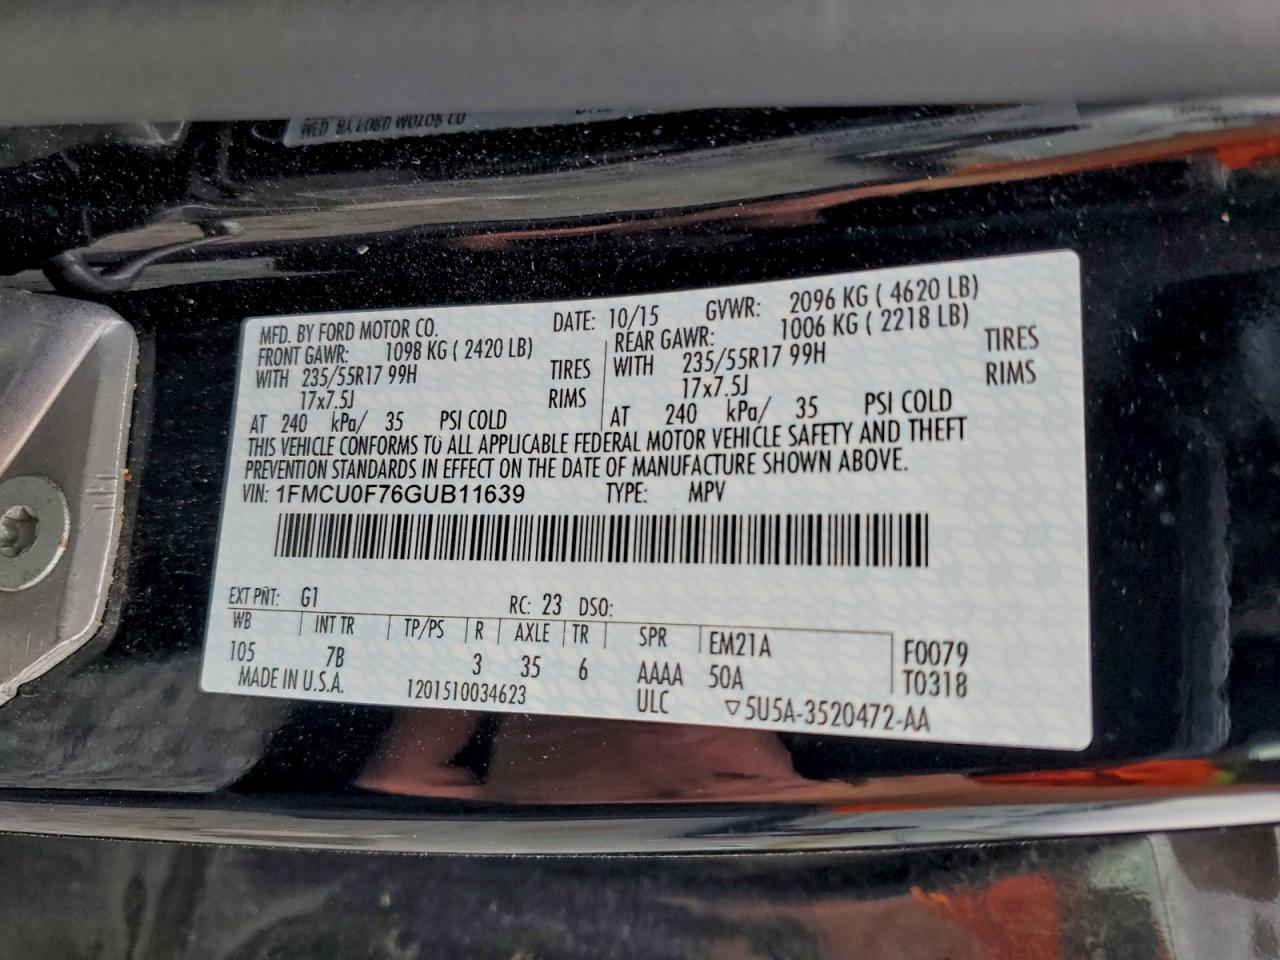 MFD. BY FORD MOTOR CO.
MFD. BY FORD MOTOR CO. DATE: 10/15 GVWR: 2096 KG ( 4620 LB)
FRONT GAWR: 1098 KG ( 2420 LB) REAR GAWR: 1006 KG ( 2218 LB)
WITH 235/55R17 99H TIRES WITH 235/55R17 99H TIRES
17x7.5J RIMS 17x7.5J RIMS
AT 240 kPa/ 35 PSI COLD AT 240 kPa/ 35 PSI COLD
THIS VEHICLE CONFORMS TO ALL APPLICABLE FEDERAL MOTOR VEHICLE SAFETY AND THEFT
PREVENTION STANDARDS IN EFFECT ON THE DATE OF MANUFACTURE SHOWN ABOVE.
VIN: 1FMCU0F76GUB11639 TYPE: MPV
EXT PNT: G1 RC: 23 DSO:
WB INT TR TP/PS R AXLE TR SPR EM21A F0079
105 7B 3 35 6 AAAA 50A T0318
MADE IN U.S.A. 1201510034623 ULC ▽5U5A-3520472-AA